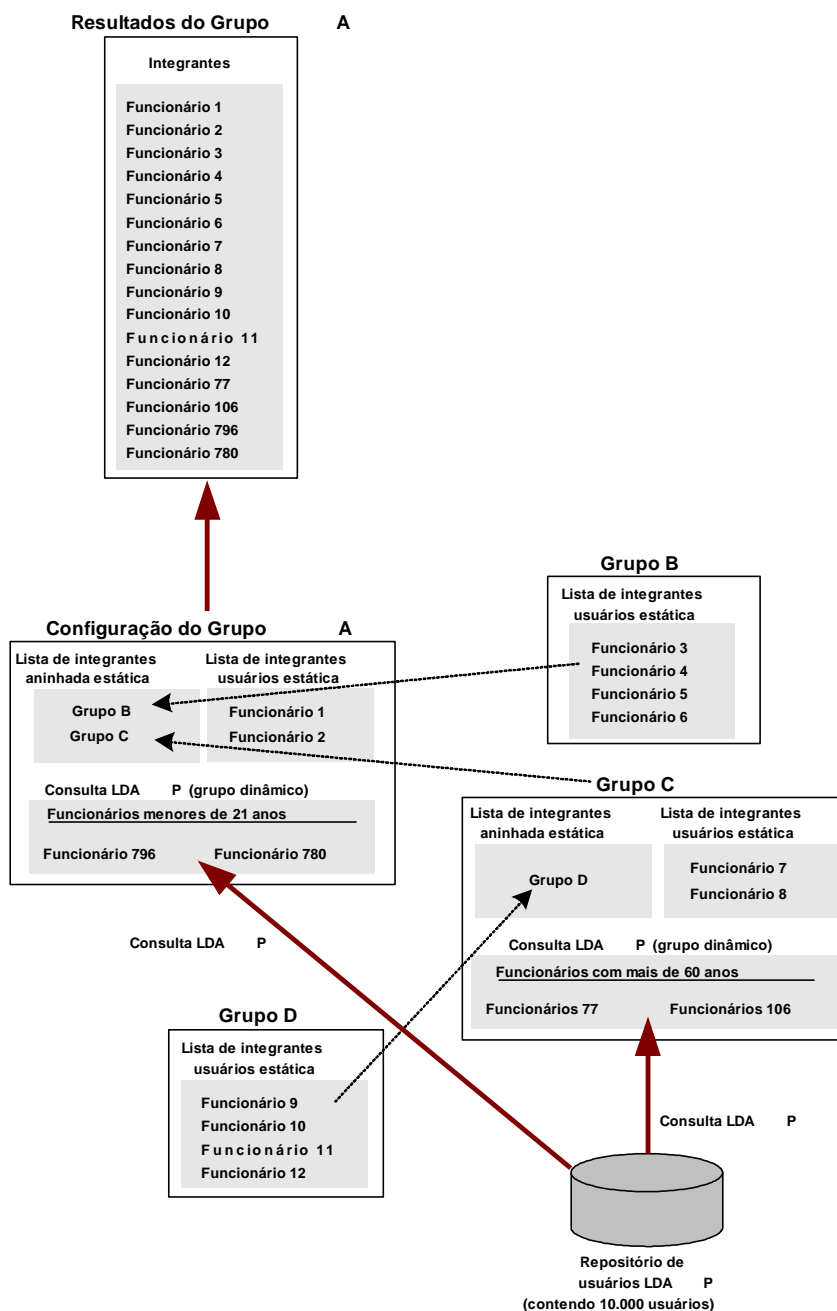 Resultados do Grupo A
Integrantes
Funcionário 1
Funcionário 2
Funcionário 3
Funcionário 4
Funcionário 5
Funcionário 6
Funcionário 7
Funcionário 8
Funcionário 9
Funcionário 10
Funcionário 11
Funcionário 12
Funcionário 77
Funcionário 106
Funcionário 796
Funcionário 780
Grupo B
Lista de integrantes
usuários estática
Funcionário 3
Funcionário 4
Funcionário 5
Funcionário 6
Configuração do Grupo A
Lista de integrantes
aninhada estática
Grupo B
Grupo C
Lista de integrantes
usuários estática
Funcionário 1
Funcionário 2
Consulta LDA P (grupo dinâmico)
Funcionários menores de 21 anos
Funcionário 796 Funcionário 780
Grupo C
Lista de integrantes
aninhada estática
Grupo D
Lista de integrantes
usuários estática
Funcionário 7
Funcionário 8
Consulta LDA P (grupo dinâmico)
Funcionários com mais de 60 anos
Funcionários 77 Funcionários 106
Consulta LDA P
Grupo D
Lista de integrantes
usuários estática
Funcionário 9
Funcionário 10
Funcionário 11
Funcionário 12
Consulta LDA P
Repositório de
usuários LDA P
(contendo 10.000 usuários)